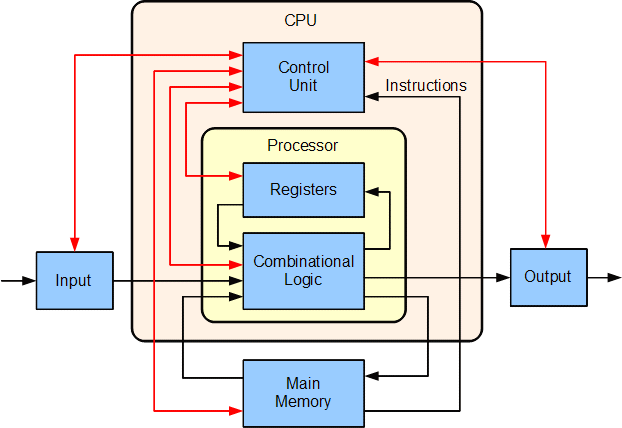 CPU
Control
Unit
Instructions
Processor
Registers
Combinational
Logic
Input
Output
Main
Memory